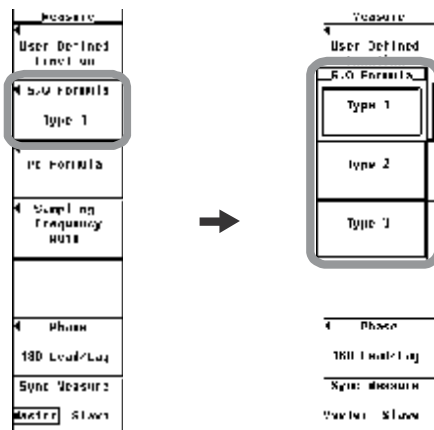 Measure
User Defined
Function
S,Q Formula
Type 1
Pc Formula
Sampling
Frequency
Auto
Phase
180 Lead/Lag
Sync Measure
Master Slave
Measure
User Defined
S,Q Formula
Type 1
Type 2
Type 3
Phase
180 Lead/Lag
Sync Measure
Master Slave